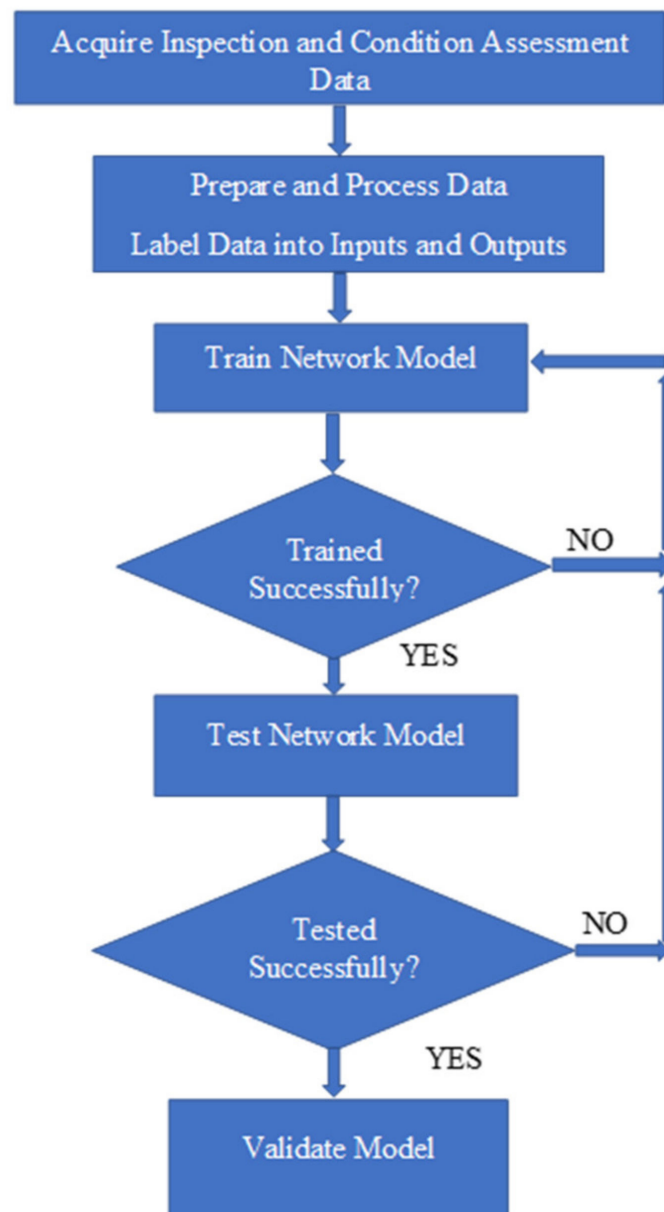 Acquire Inspection and Condition Assessment
Data
Prepare and Process Data
Label Data into Inputs and Outputs
Train Network Model
Trained
Successfully?
NO
YES
Test Network Model
Tested
Successfully?
NO
YES
Validate Model